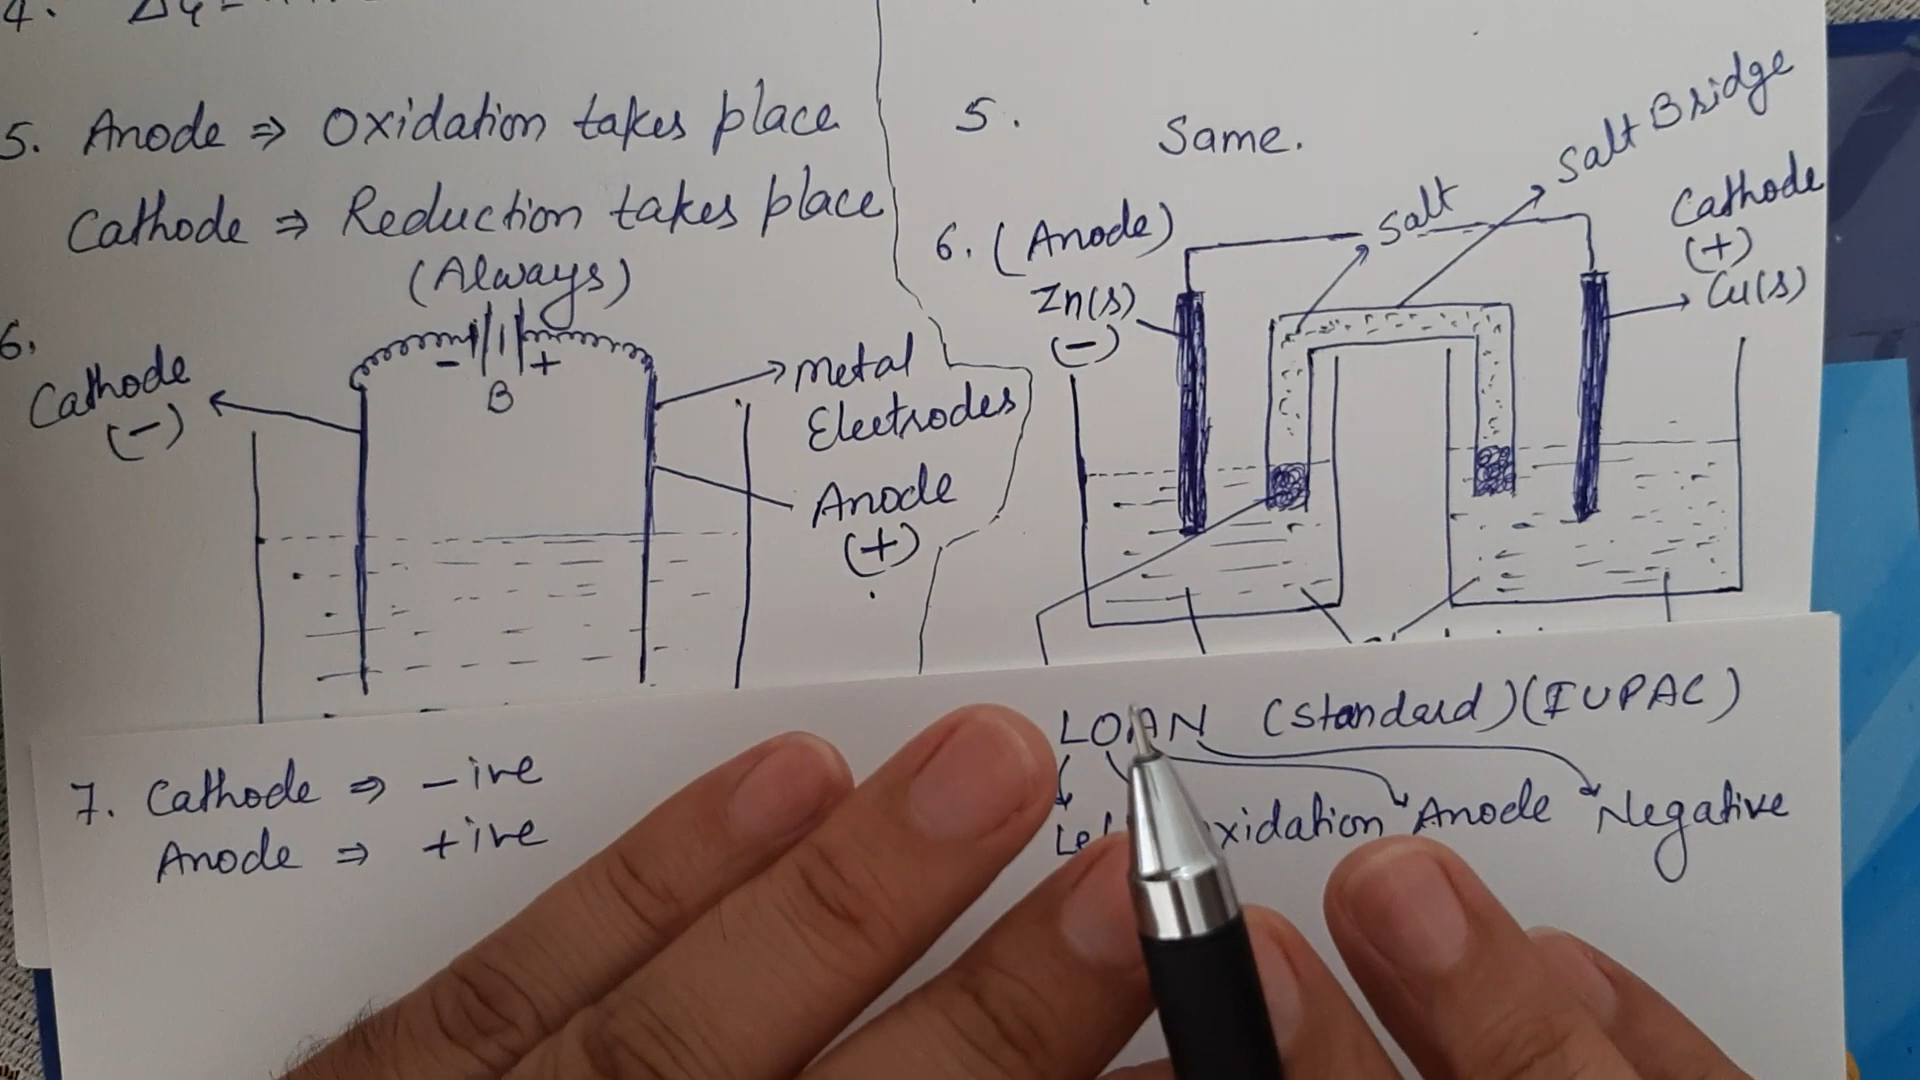 4.
5. Anode ⇒ Oxidation takes place
Cathode ⇒ Reduction takes place
(Always)
6.
Cathode
(-)
- +
B
Metal
Electrodes
Anode
(+)
5. Same.
Salt Bridge
Salt
6. (Anode)
Zn(s)
(-)
Cathode
(+)
Cu(s)
7. Cathode ⇒ -ive
Anode ⇒ +ive
LOAN (Standard) (IUPAC)
Anode Negative